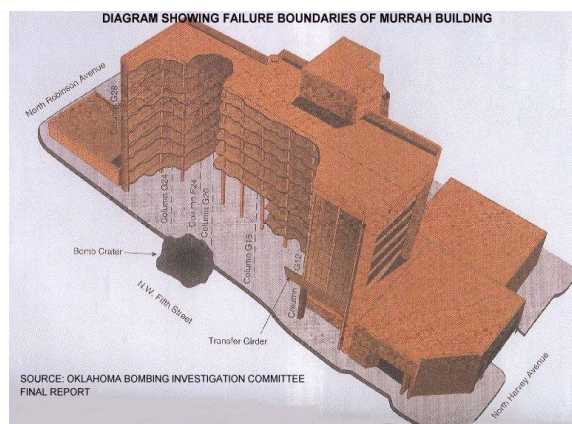 DIAGRAM SHOWING FAILURE BOUNDARIES OF MURRAH BUILDING
North Robinson Avenue
Column G28
Column G24
Column F24
Column G20
Column G16
Column G12
Bomb Crater
N.W. Fifth Street
Transfer Girder
SOURCE: OKLAHOMA BOMBING INVESTIGATION COMMITTEE
FINAL REPORT
North Harvey Avenue